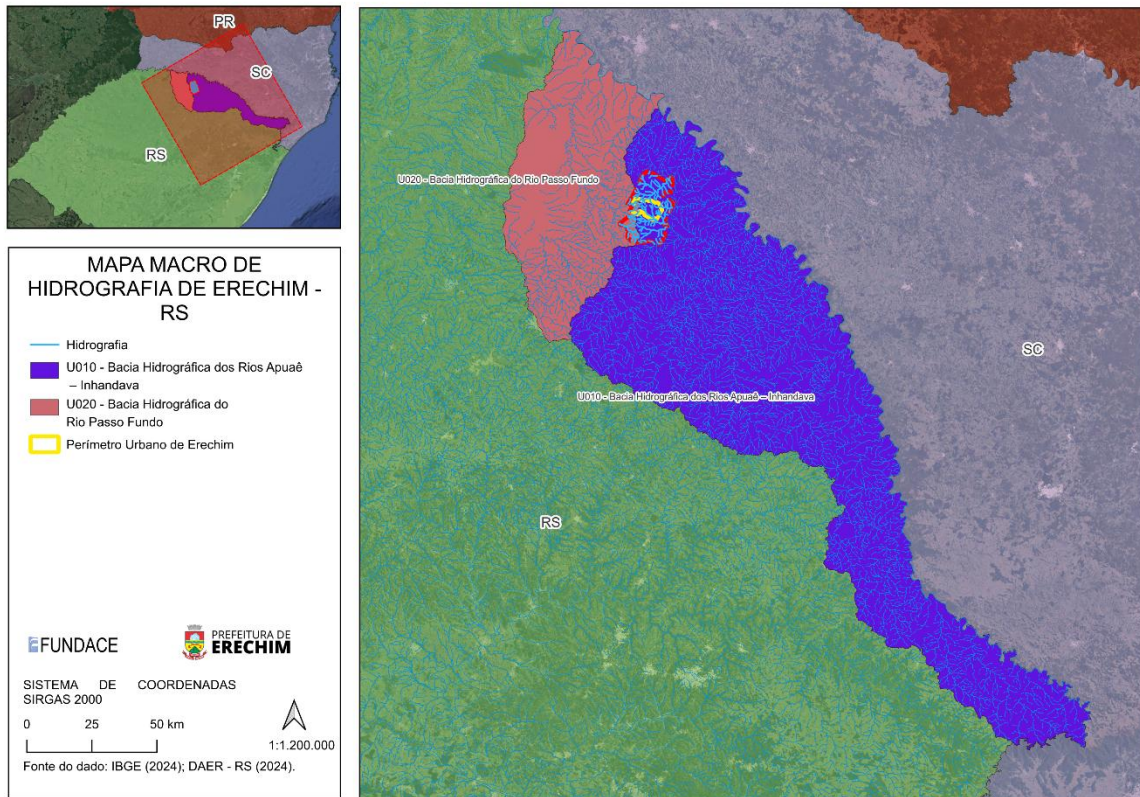 PR
SC
RS
MAPA MACRO DE
HIDROGRAFIA DE ERECHIM -
RS
Hidrografia
U010 - Bacia Hidrográfica dos Rios Apuaê
– Inhandava
U020 - Bacia Hidrográfica do
Rio Passo Fundo
Perímetro Urbano de Erechim
FUNDACE
PREFEITURA DE
ERECHIM
SISTEMA DE COORDENADAS
SIRGAS 2000
0 25 50 km
1:1.200.000
Fonte do dado: IBGE (2024); DAER - RS (2024).
U020 - Bacia Hidrográfica do Rio Passo Fundo
SC
U010 - Bacia Hidrográfica dos Rios Apuaê – Inhandava
RS